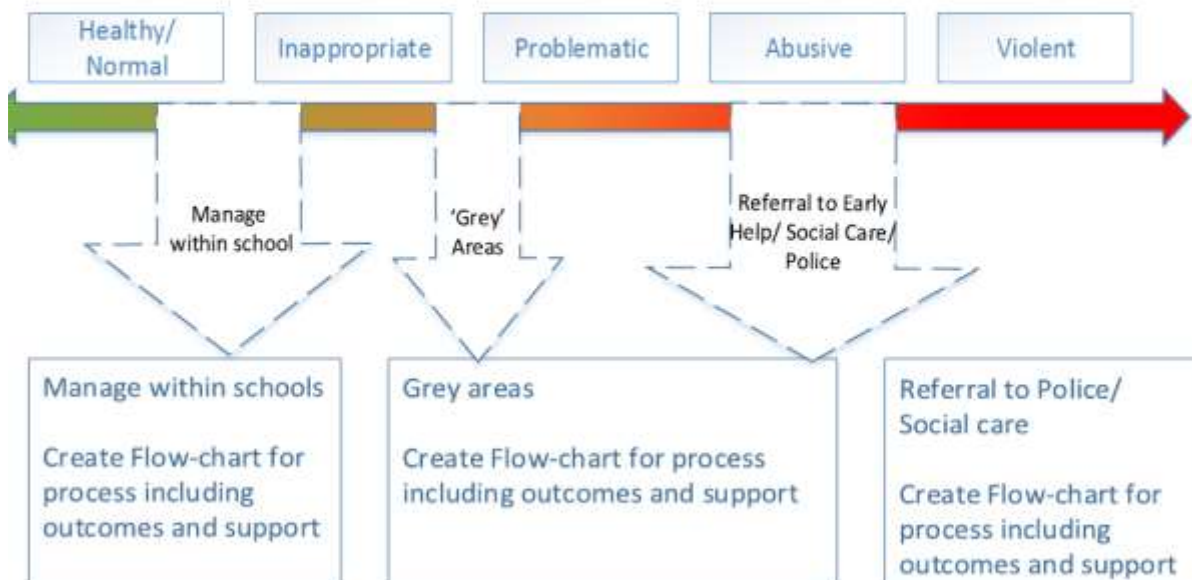 Healthy/
Normal
Inappropriate
Problematic
Abusive
Violent
Manage
within school
'Grey'
Areas
Referral to Early
Help/ Social Care/
Police
Manage within schools
Create Flow-chart for
process including
outcomes and support
Grey areas
Create Flow-chart for process
including outcomes and support
Referral to Police/
Social care
Create Flow-chart for
process including
outcomes and support